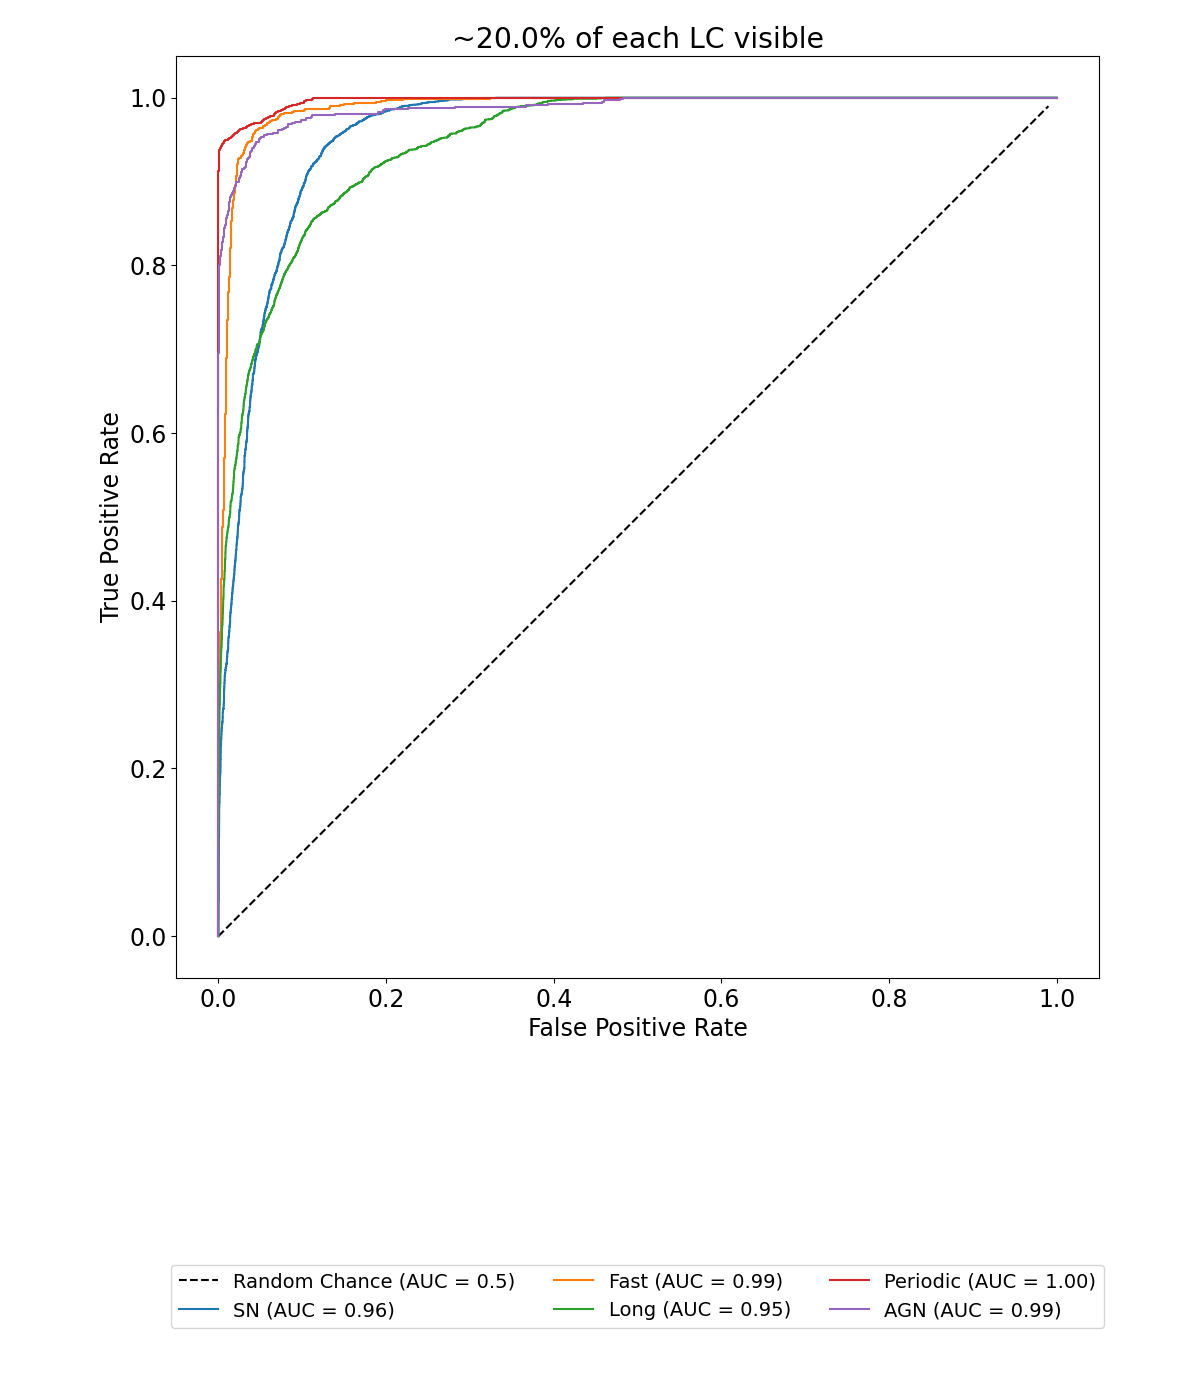 ~20.0% of each LC visible
1.0
0.8
0.6
0.4
0.2
0.0
True Positive Rate
0.0 0.2 0.4 0.6 0.8 1.0
False Positive Rate
Random Chance (AUC = 0.5) Fast (AUC = 0.99) Periodic (AUC = 1.00)
SN (AUC = 0.96) Long (AUC = 0.95) AGN (AUC = 0.99)